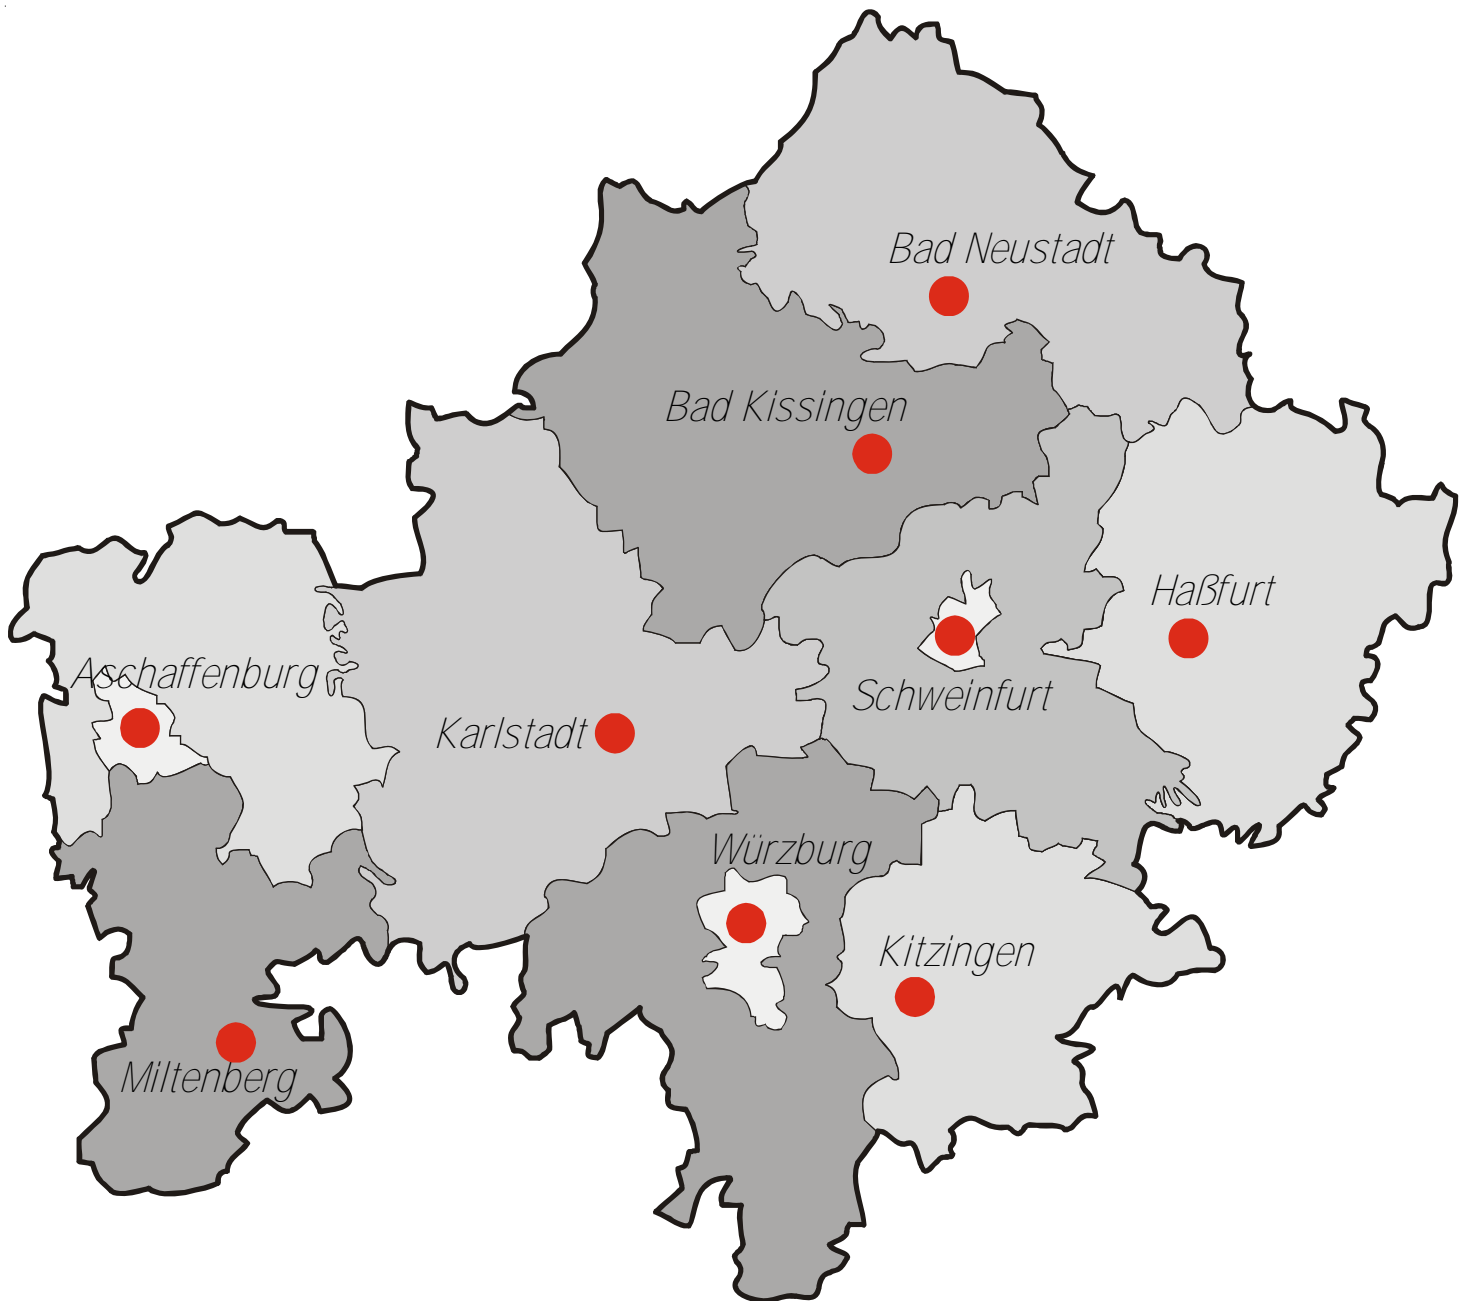 Bad Neustadt
Bad Kissingen
Haßfurt
Aschaffenburg
Schweinfurt
Karlstadt
Würzburg
Kitzingen
Miltenberg